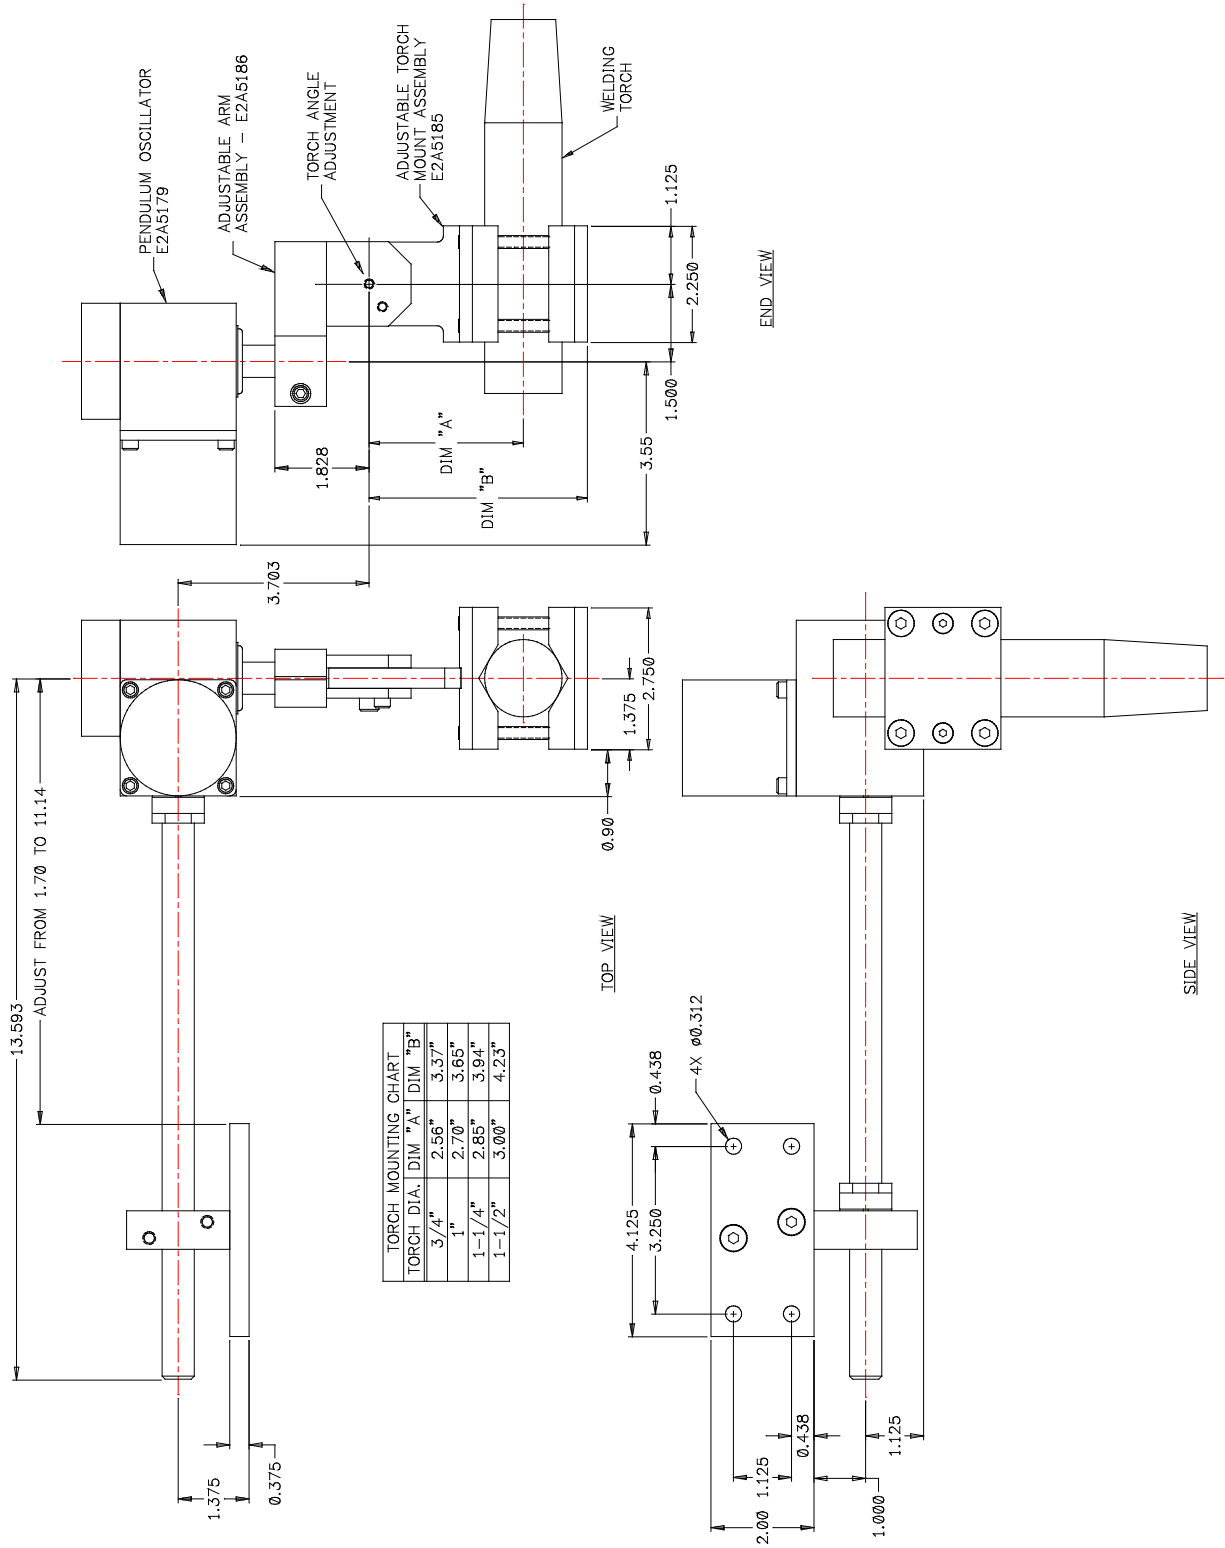 13.593
ADJUST FROM 1.70 TO 11.14
1.375
0.375
3.703
0.90
1.375
2.750
TOP VIEW
PENDULUM OSCILLATOR
E2A5179
ADJUSTABLE ARM
ASSEMBLY - E2A5186
TORCH ANGLE
ADJUSTMENT
ADJUSTABLE TORCH
MOUNT ASSEMBLY
E2A5185
WELDING
TORCH
1.828
DIM "A"
DIM "B"
3.55
1.500
2.250
1.125
END VIEW
TORCH MOUNTING CHART
TORCH DIA. DIM "A" DIM "B"
3/4" 2.56" 3.37"
1" 2.70" 3.65"
1-1/4" 2.85" 3.94"
1-1/2" 3.00" 4.23"
4.125
3.250
0.438
4X ø0.312
2.00
1.125
0.438
1.000
1.125
SIDE VIEW